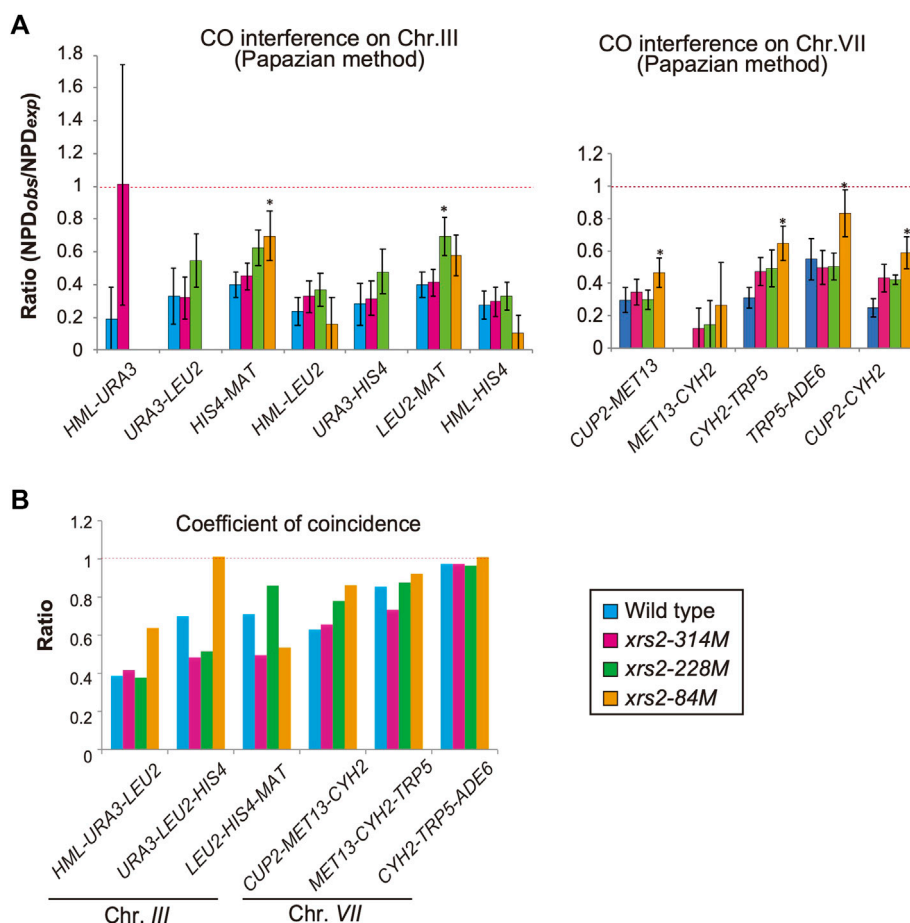 A
CO interference on Chr.III
(Papazian method)
CO interference on Chr.VII
(Papazian method)
Ratio (NPDobs/NPDexp)
1.8
1.6
1.4
1.2
1
0.8
0.6
0.4
0.2
0
*
*
HML-URA3
URA3-LEU2
HIS4-MAT
HML-LEU2
URA3-HIS4
LEU2-MAT
HML-HIS4
1.2
1
0.8
0.6
0.4
0.2
0
*
*
*
*
CUP2-MET13
MET13-CYH2
CYH2-TRP5
TRP5-ADE6
CUP2-CYH2
B
Coefficient of coincidence
Ratio
1.2
1
0.8
0.6
0.4
0.2
0
HML-URA3-LEU2
URA3-LEU2-HIS4
LEU2-HIS4-MAT
CUP2-MET13-CYH2
MET13-CYH2-TRP5
CYH2-TRP5-ADE6
Chr. III
Chr. VII
Wild type
xrs2-314M
xrs2-228M
xrs2-84M